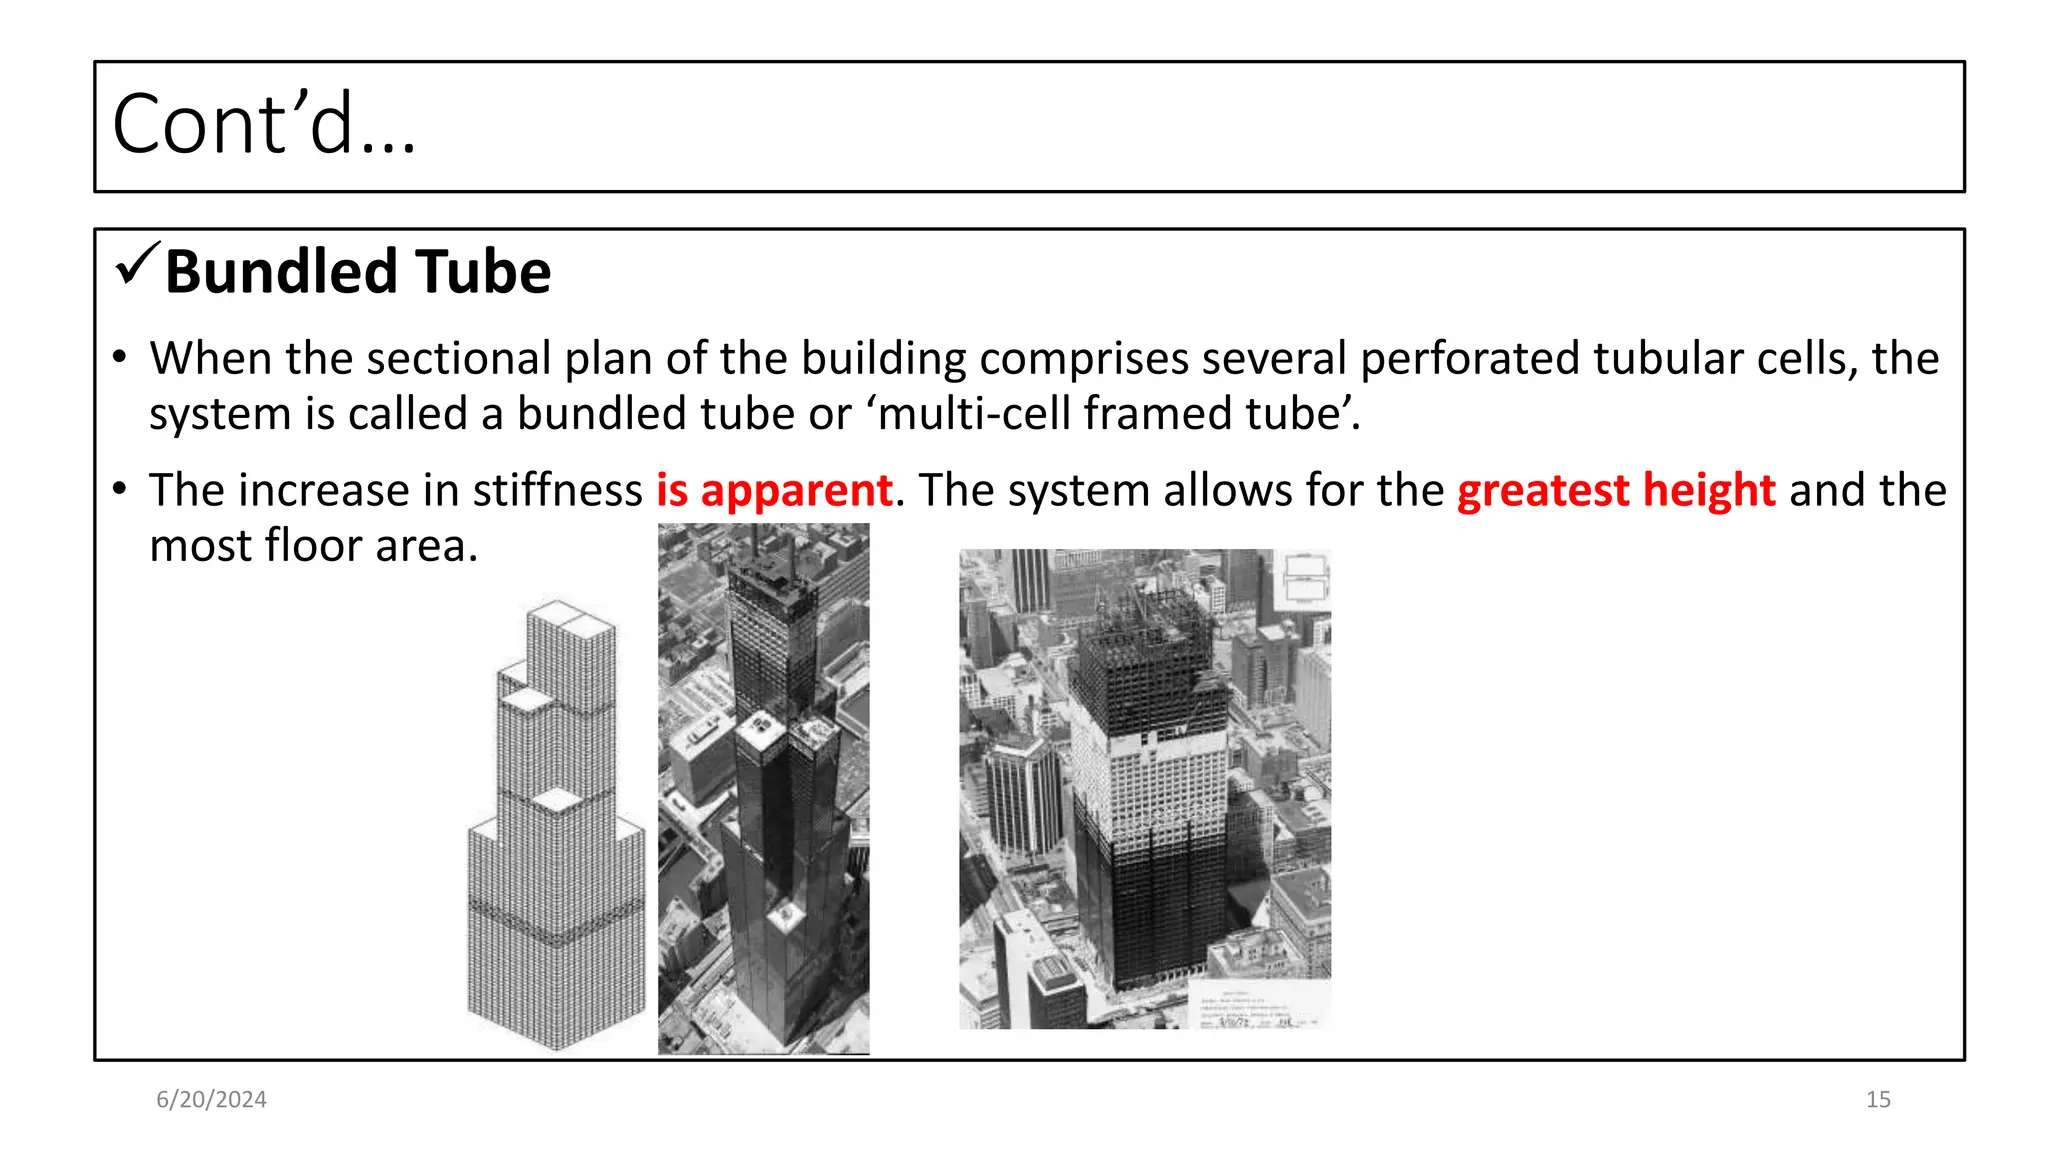 Cont’d…
✓Bundled Tube
• When the sectional plan of the building comprises several perforated tubular cells, the
system is called a bundled tube or ‘multi-cell framed tube’.
• The increase in stiffness is apparent. The system allows for the greatest height and the
most floor area.
6/20/2024
15